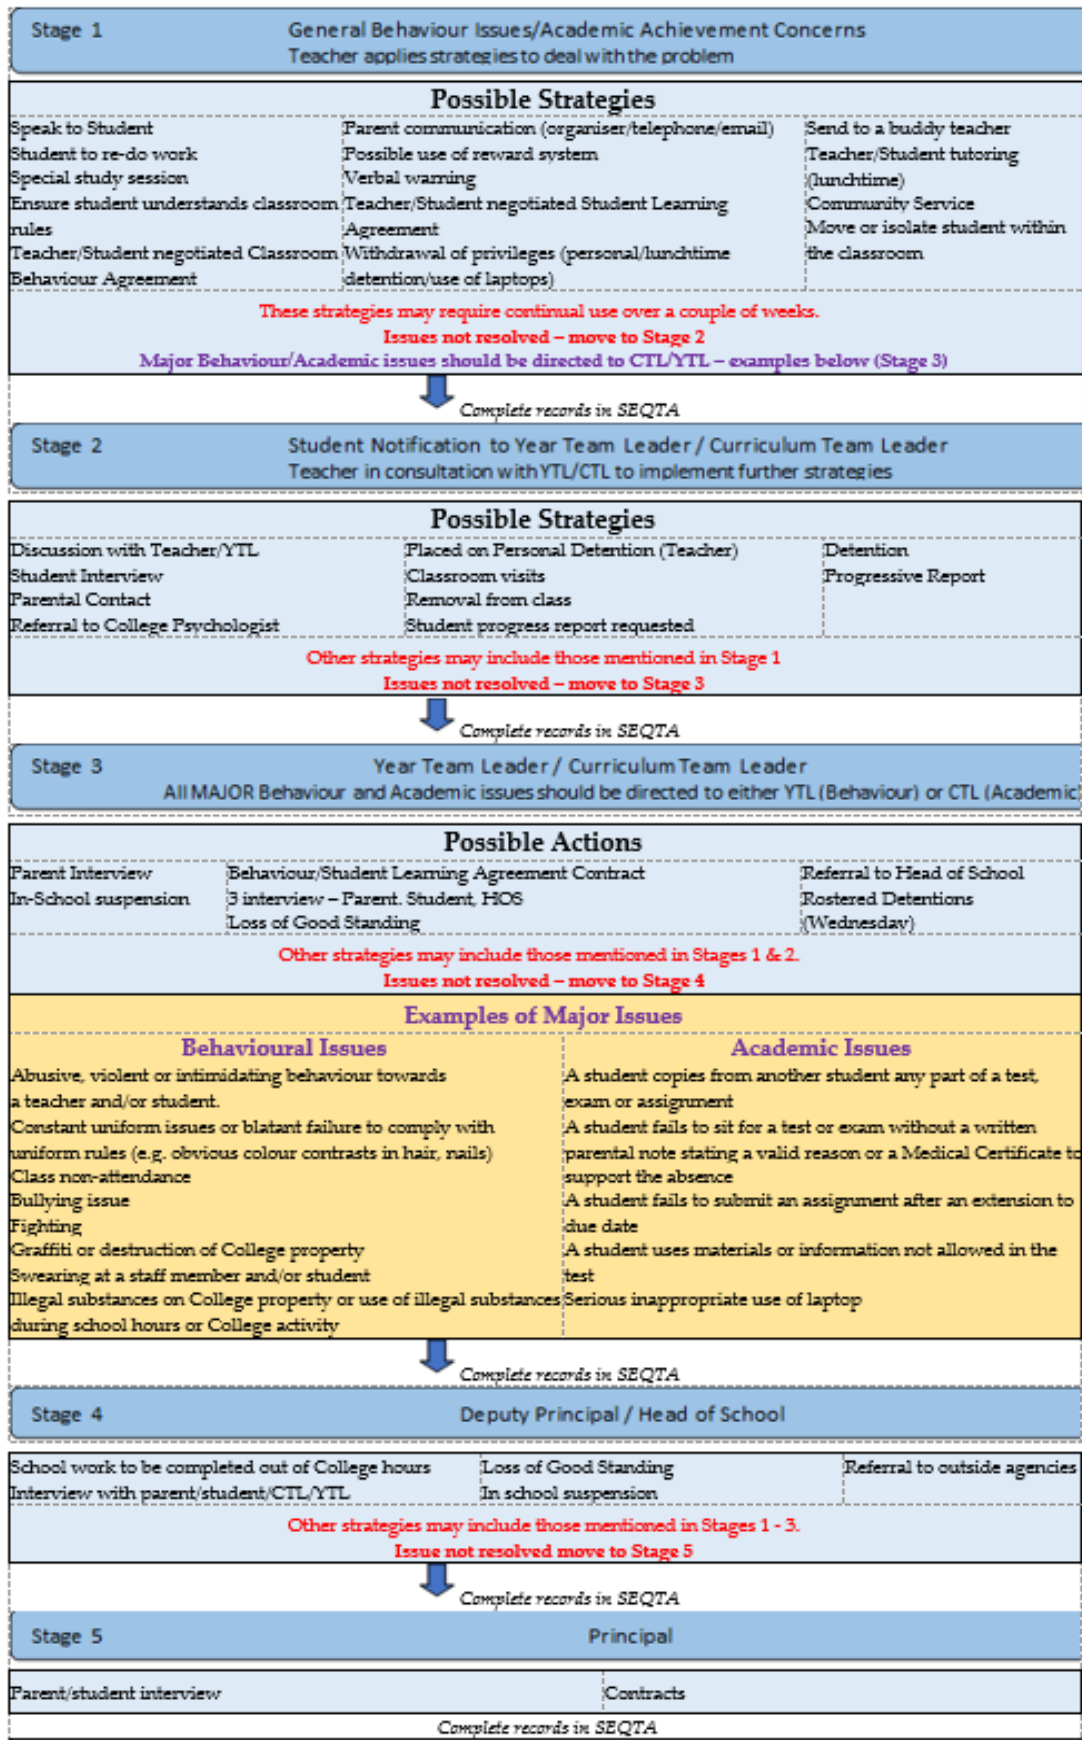 Stage 1
General Behaviour Issues/Academic Achievement Concerns
Teacher applies strategies to deal with the problem
Possible Strategies
Speak to Student
Student to re-do work
Special study session
Ensure student understands classroom
rules
Teacher/Student negotiated Classroom
Behaviour Agreement
Parent communication (organiser/telephone/email)
Possible use of reward system
Verbal warning
Teacher/Student negotiated Student Learning
Agreement
Withdrawal of privileges (personal/lunchtime
detention/use of laptops)
Send to a buddy teacher
Teacher/Student tutoring
(lunchtime)
Community Service
Move or isolate student within
the classroom
These strategies may require continual use over a couple of weeks.
Issues not resolved – move to Stage 2
Major Behaviour/Academic issues should be directed to CTL/YTL – examples below (Stage 3)
Complete records in SEQTA
Stage 2
Student Notification to Year Team Leader / Curriculum Team Leader
Teacher in consultation with YTL/CTL to implement further strategies
Possible Strategies
Discussion with Teacher/YTL
Student Interview
Parental Contact
Referral to College Psychologist
Placed on Personal Detention (Teacher)
Classroom visits
Removal from class
Student progress report requested
Detention
Progressive Report
Other strategies may include those mentioned in Stage 1
Issues not resolved – move to Stage 3
Complete records in SEQTA
Stage 3
Year Team Leader / Curriculum Team Leader
All MAJOR Behaviour and Academic issues should be directed to either YTL (Behaviour) or CTL (Academic
Possible Actions
Parent Interview
In-School suspension
Behaviour/Student Learning Agreement Contract
3 interview – Parent. Student, HOS
Loss of Good Standing
Referral to Head of School
Rostered Detentions
(Wednesday)
Other strategies may include those mentioned in Stages 1 & 2.
Issues not resolved – move to Stage 4
Examples of Major Issues
Behavioural Issues
Abusive, violent or intimidating behaviour towards
a teacher and/or student.
Constant uniform issues or blatant failure to comply with
uniform rules (e.g. obvious colour contrasts in hair, nails)
Class non-attendance
Bullying issue
Fighting
Graffiti or destruction of College property
Swearing at a staff member and/or student
Illegal substances on College property or use of illegal substances
during school hours or College activity
Academic Issues
A student copies from another student any part of a test,
exam or assignment
A student fails to sit for a test or exam without a written
parental note stating a valid reason or a Medical Certificate to
support the absence
A student fails to submit an assignment after an extension to
due date
A student uses materials or information not allowed in the
test
Serious inappropriate use of laptop
Complete records in SEQTA
Stage 4
Deputy Principal / Head of School
School work to be completed out of College hours
Interview with parent/student/CTL/YTL
Loss of Good Standing
In school suspension
Referral to outside agencies
Other strategies may include those mentioned in Stages 1 - 3.
Issue not resolved move to Stage 5
Complete records in SEQTA
Stage 5
Principal
Parent/student interview
Contracts
Complete records in SEQTA